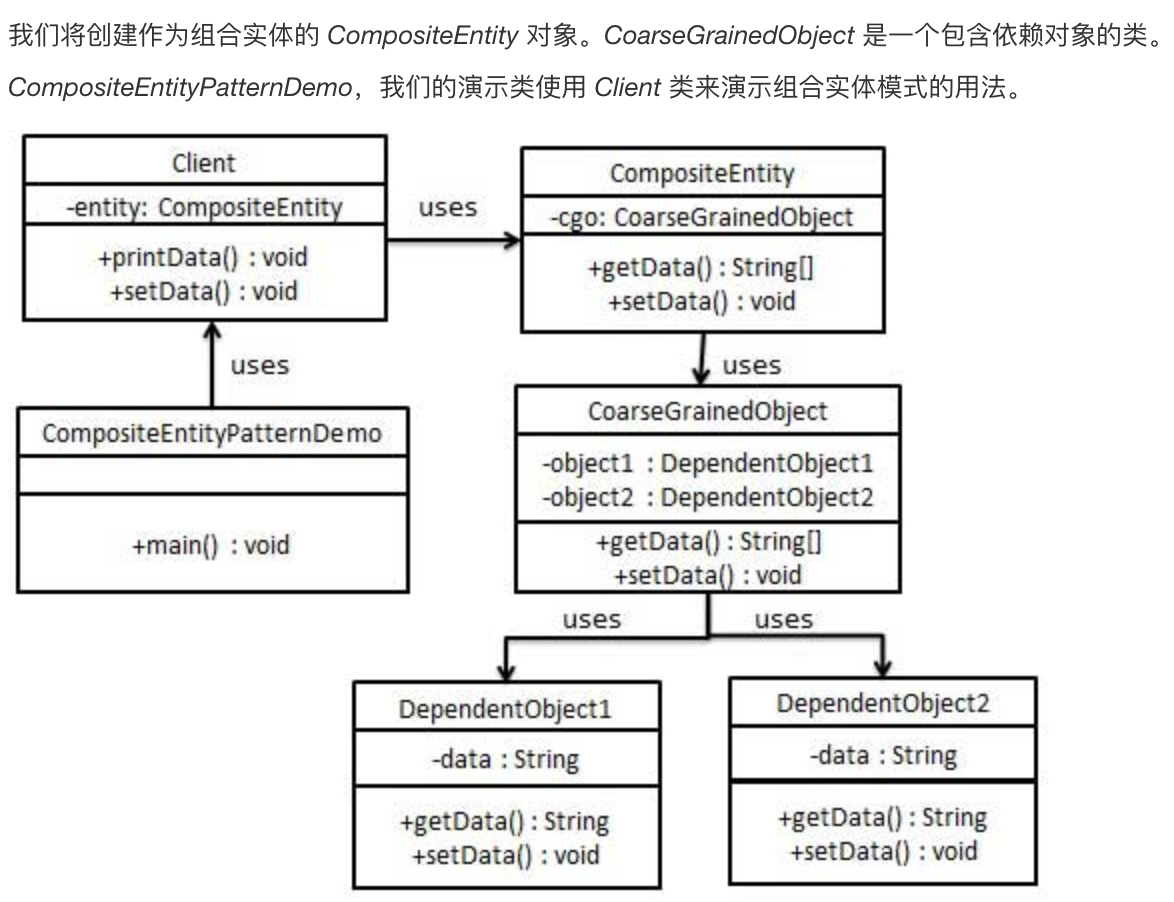 我们将创建作为组合实体的 CompositeEntity 对象。CoarseGrainedObject 是一个包含依赖对象的类。
CompositeEntityPatternDemo，我们的演示类使用 Client 类来演示组合实体模式的用法。
Client
-entity: CompositeEntity
+printData() : void
+setData() : void
uses
CompositeEntity
-cgo: CoarseGrainedObject
+getData() : String[]
+setData() : void
uses
uses
CompositeEntityPatternDemo
+main() : void
CoarseGrainedObject
-object1 : DependentObject1
-object2 : DependentObject2
+getData() : String[]
+setData() : void
uses
uses
DependentObject1
-data : String
+getData() : String
+setData() : void
DependentObject2
-data : String
+getData() : String
+setData() : void